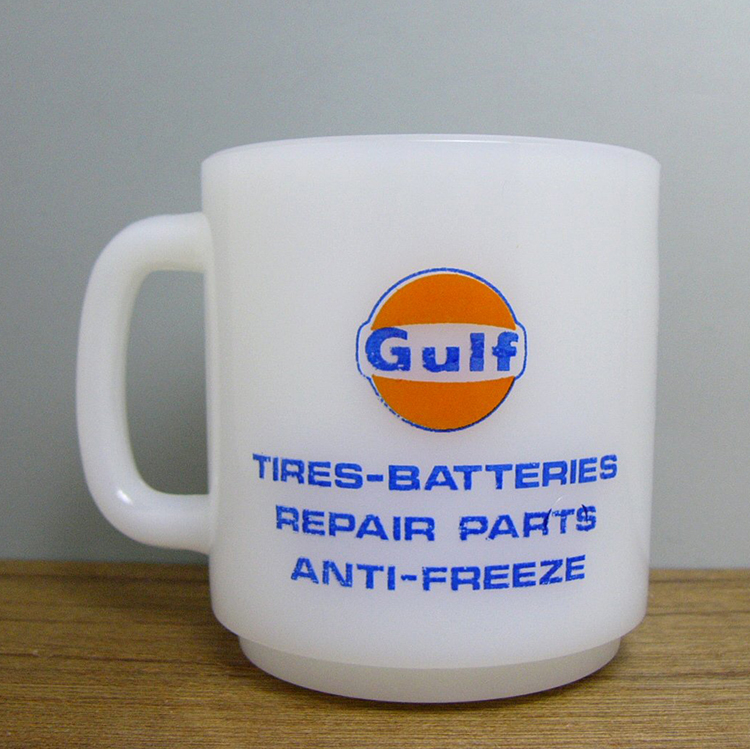 Gulf
TIRES-BATTERIES
REPAIR PARTS
ANTI-FREEZE